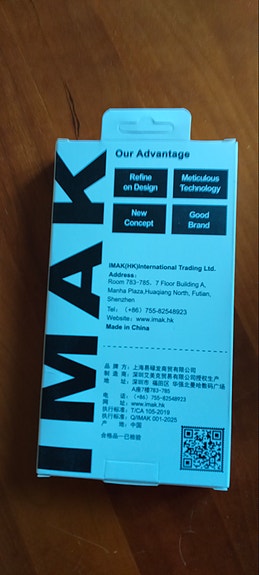 IMAK
Our Advantage
Refine
on Design
Meticulous
Technology
New
Concept
Good
Brand
IMAK(HK)International Trading Ltd.
Address:
Room 783-785, 7 Floor Building A,
Manha Plaza,Huaqiang North, Futian,
Shenzhen
Tel: (+86) 755-82548923
Website: www.imak.hk
Made in China
品 牌 方: 上海易碰宜商贸有限公司
制 造 商: 深圳艾美克贸易有限公司授权生产
地 址: 深圳市 福田区 华强北曼哈数码广场
A座7楼783-785
电 话: (+86) 755-82548923
网 址: www.imak.hk
执行标准: T/CA 105-2019
执行标准: Q/IMAK 001-2025
产 地: 中国
合格品-已检验